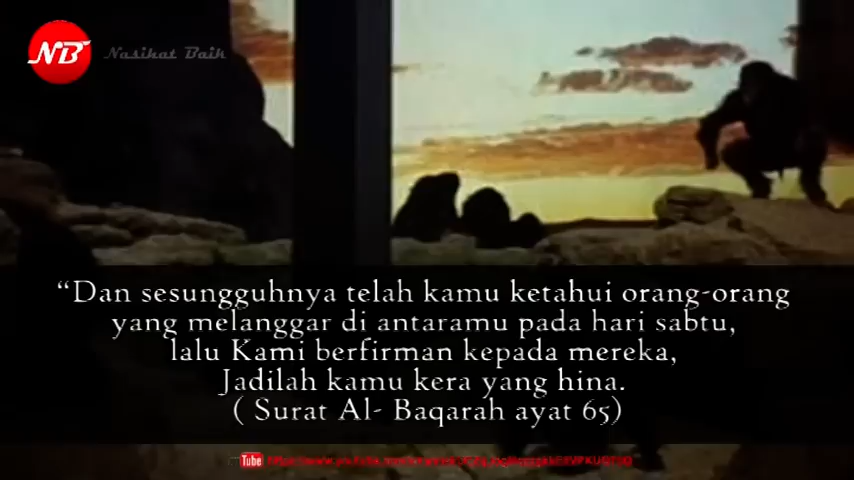 NB Nasihat Baik
“Dan sesungguhnya telah kamu ketahui orang-orang
yang melanggar di antaramu pada hari sabtu,
lalu Kami berfirman kepada mereka,
Jadilah kamu kera yang hina.
( Surat Al- Baqarah ayat 65)
Tube